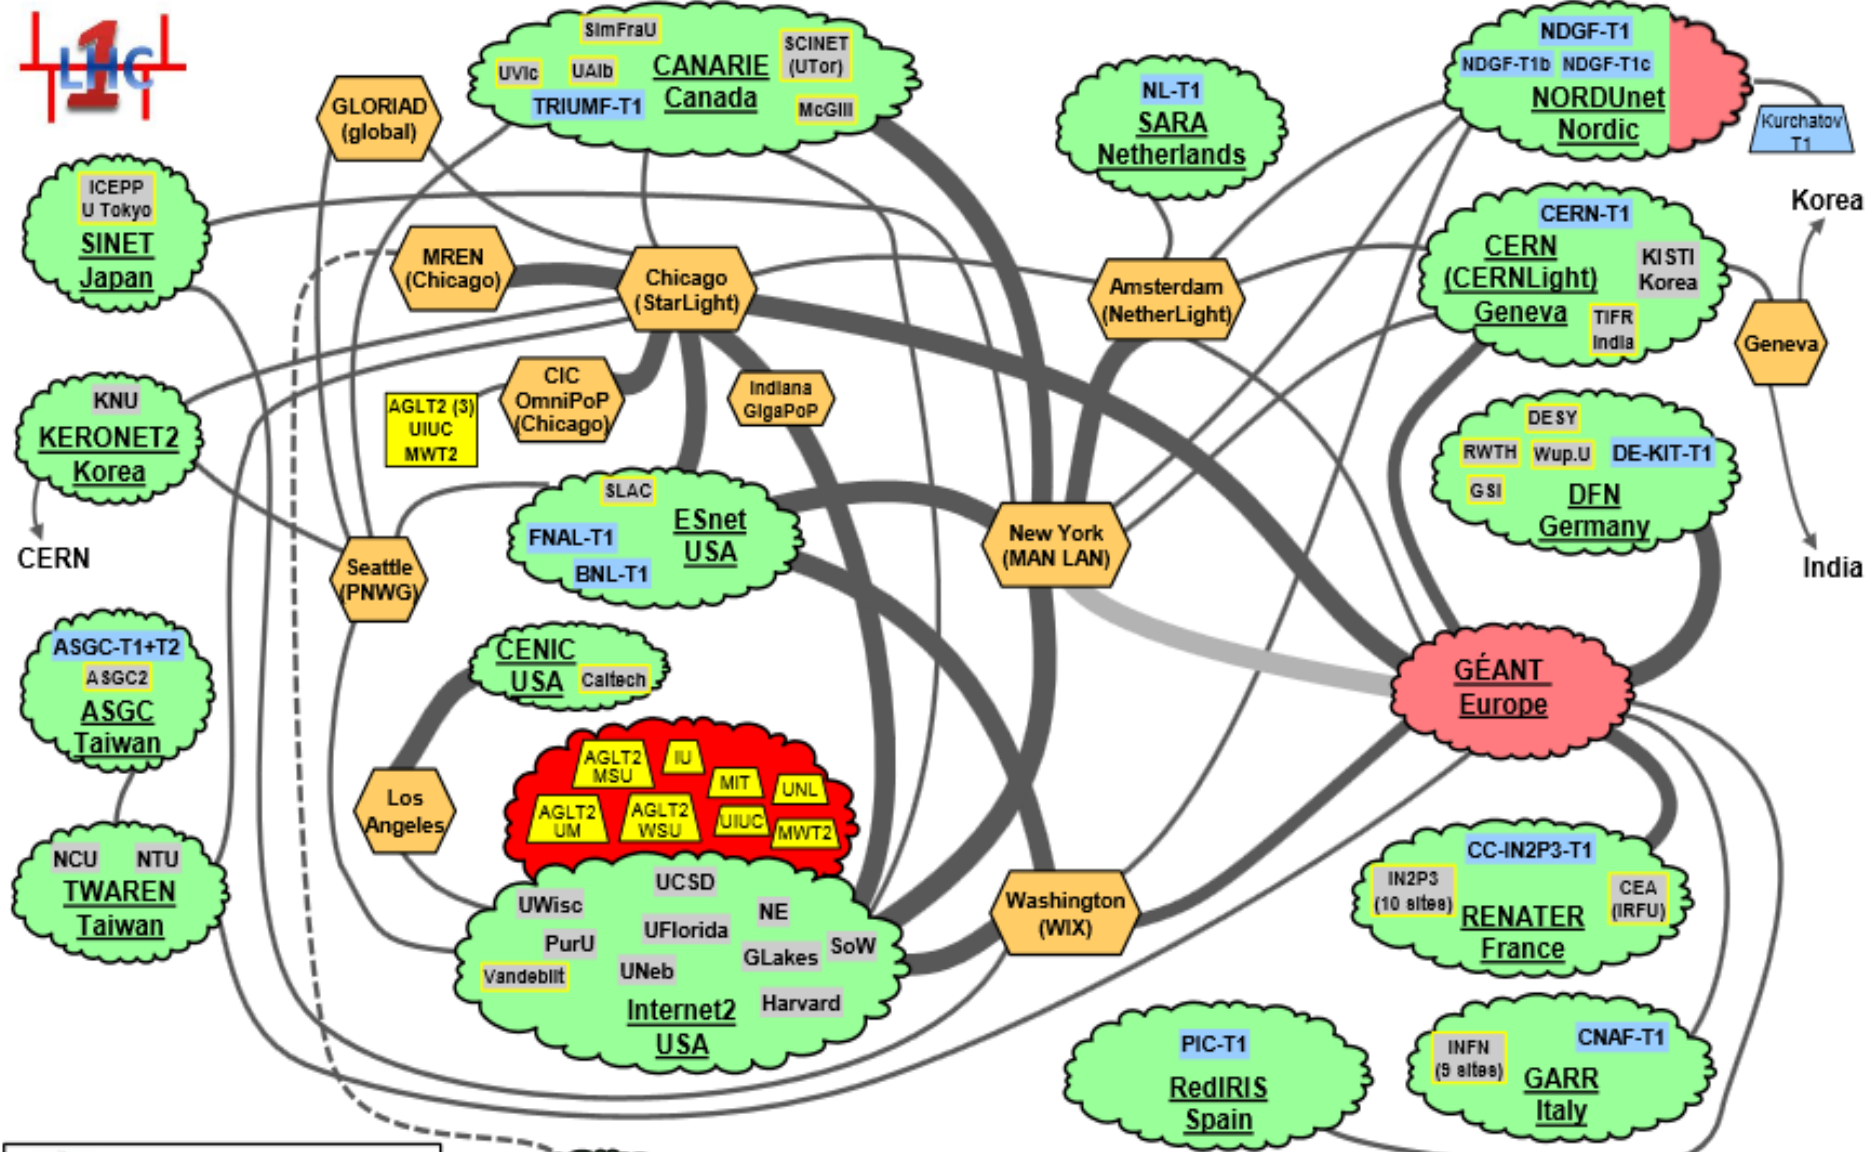 LHC
1
GLORIAD
(global)
SimFraU
UVic
UAlb
CANARIE
Canada
SCINET
(UTor)
TRIUMF-T1
McGill
NL-T1
SARA
Netherlands
NDGF-T1
NDGF-T1b
NDGF-T1c
NORDUnet
Nordic
Kurchatov
T1
Korea
ICEPP
U Tokyo
SINET
Japan
MREN
(Chicago)
Chicago
(StarLight)
Amsterdam
(NetherLight)
CERN-T1
CERN
(CERNLight)
Geneva
KISTI
Korea
TIFR
India
Geneva
KNU
KERONET2
Korea
CERN
AGLT2 (3)
UIUC
MWT2
CIC
OmniPoP
(Chicago)
Indiana
GigaPoP
DESY
RWTH
Wup.U
DE-KIT-T1
GSI
DFN
Germany
India
SLAC
FNAL-T1
BNL-T1
ESnet
USA
New York
(MAN LAN)
Seattle
(PNWG)
ASGC-T1+T2
ASGC2
ASGC
Taiwan
CENIC
USA
Caltech
GÉANT
Europe
Los
Angeles
AGLT2
MSU
IU
MIT
UNL
AGLT2
UM
AGLT2
WSU
UIUC
MWT2
NCU
NTU
TWAREN
Taiwan
UCSD
UWisc
NE
UFlorida
PurU
SoW
GLakes
UNeb
Vandebilt
Harvard
Internet2
USA
Washington
(WIX)
CC-IN2P3-T1
IN2P3
(10 sites)
CEA
(IRFU)
RENATER
France
PIC-T1
RedIRIS
Spain
CNAF-T1
INFN
(9 sites)
GARR
Italy